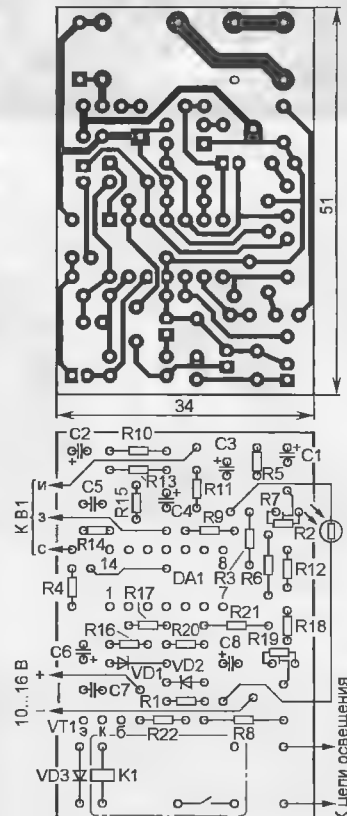 51
34
C2 R10 C3 C1
+ + +
И R13 R5
К В1 C5 R15 C4 R11 R7
З R9 R2
С R14
14 DA1 8 R3 R6 R12
R4
1 R17 7
R21 R18
R16 R20
C6 C8 R19
+ VD1 VD2 +
10...16 В
+ C7
− R1
VT1 э к б R22 R8
VD3 K1
К цепи освещения